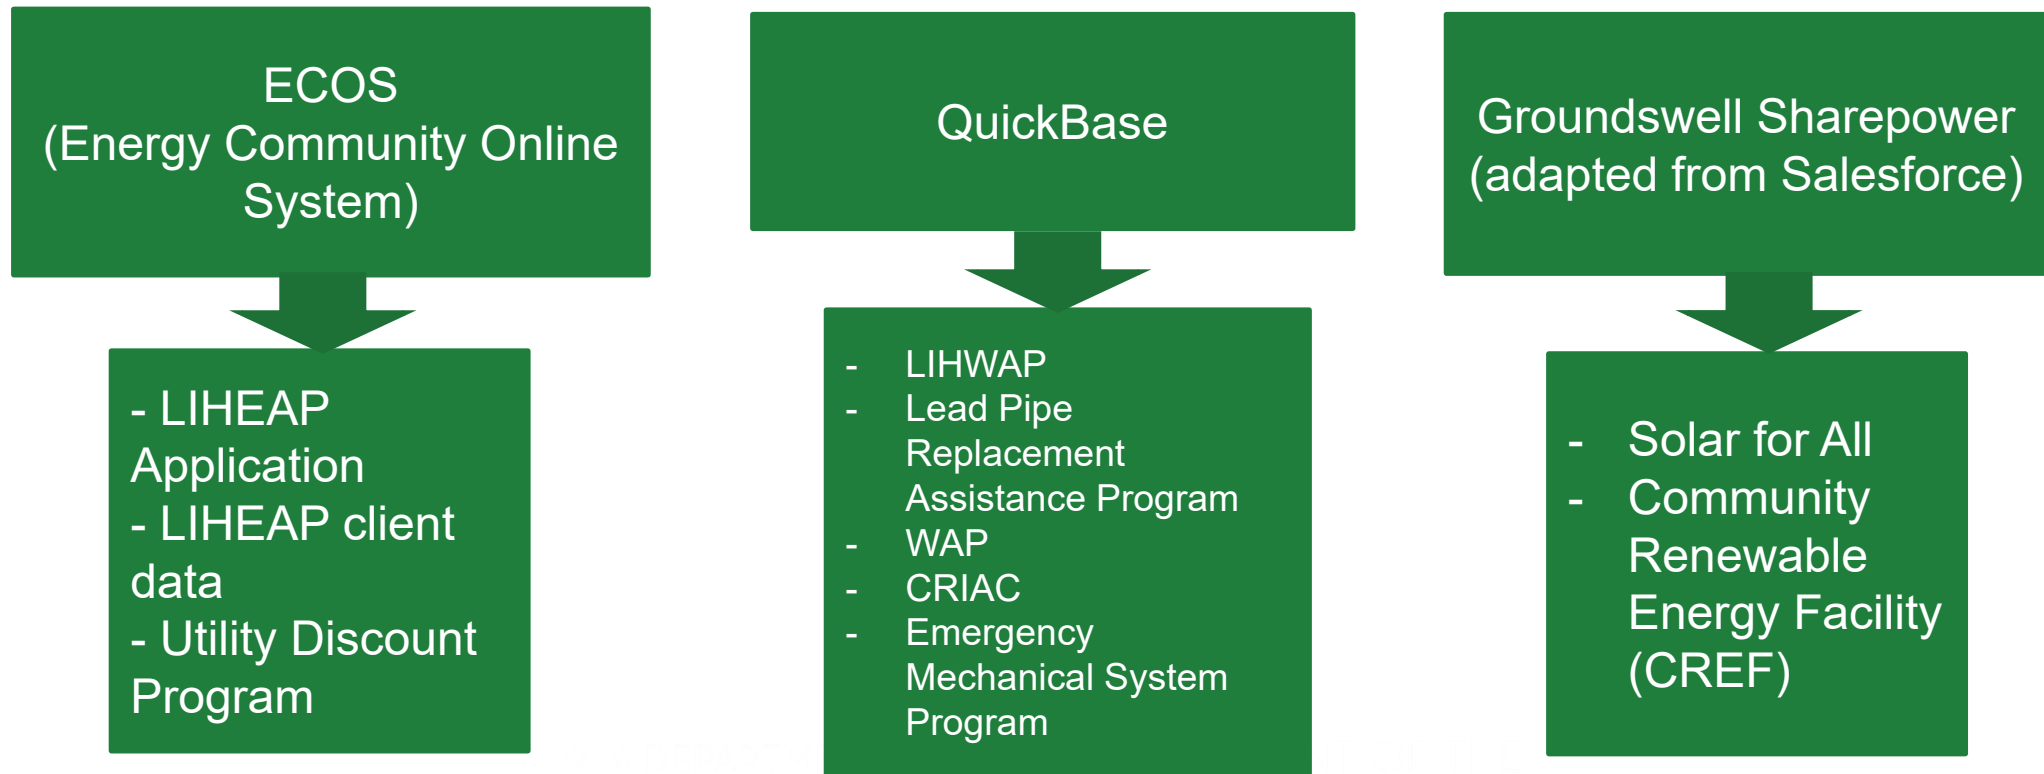 ECOS
(Energy Community Online
System)
- LIHEAP
Application
- LIHEAP client
data
- Utility Discount
Program
QuickBase
- LIHWAP
- Lead Pipe
Replacement
Assistance Program
- WAP
- CRIAC
- Emergency
Mechanical System
Program
Groundswell Sharepower
(adapted from Salesforce)
- Solar for All
- Community
Renewable
Energy Facility
(CREF)